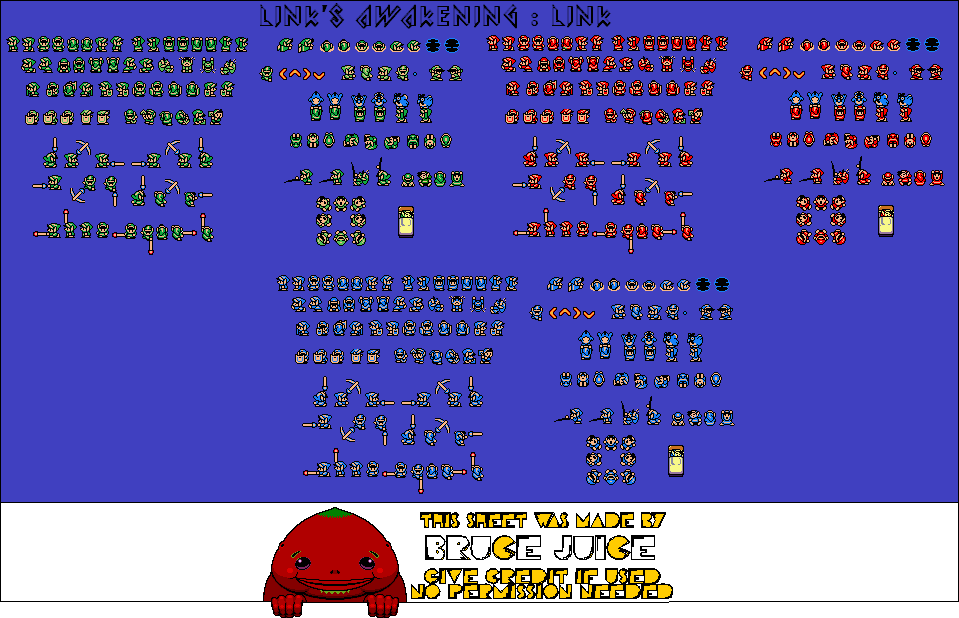 LINK'S AWAKENING : LINK
THIS SHEET WAS MADE BY
BRUCE JUICE
GIVE CREDIT IF USED
NO PERMISSION NEEDED